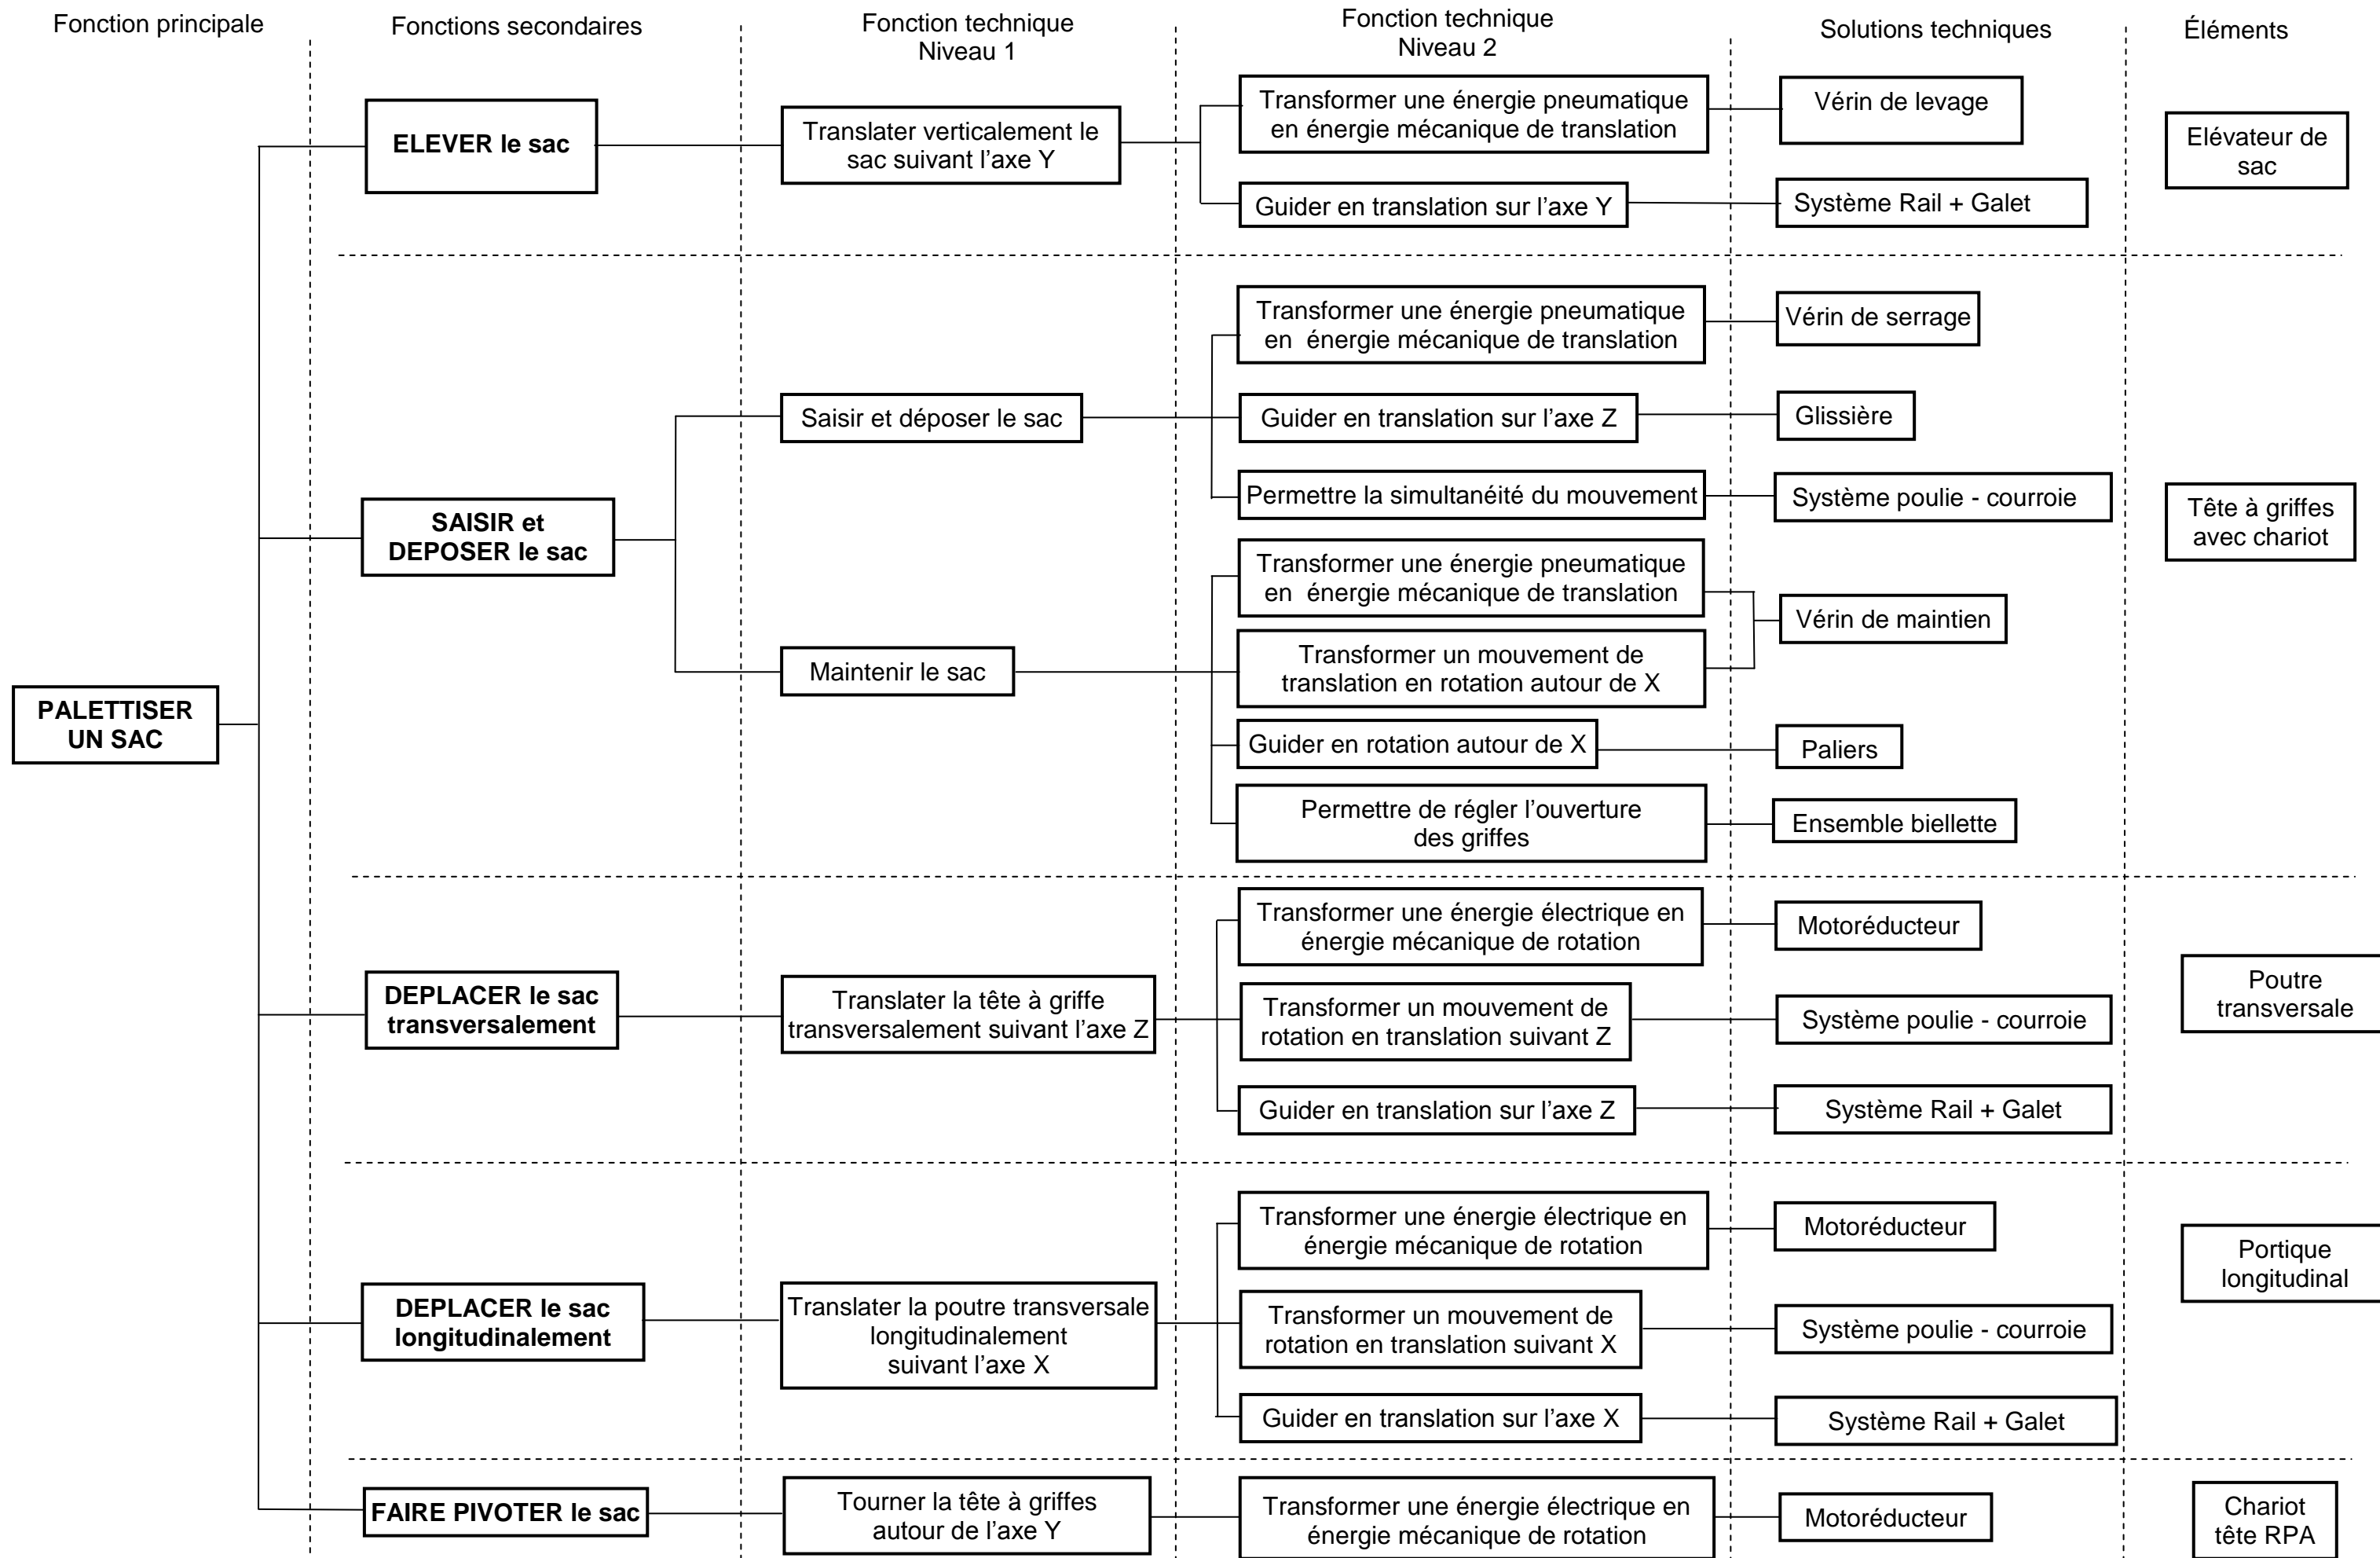 Fonction principale
Fonctions secondaires
Fonction technique
Niveau 1
Fonction technique
Niveau 2
Solutions techniques
Éléments
PALETTISER
UN SAC
ELEVER le sac
Translater verticalement le
sac suivant l’axe Y
Transformer une énergie pneumatique
en énergie mécanique de translation
Vérin de levage
Guider en translation sur l’axe Y
Système Rail + Galet
Elévateur de
sac
SAISIR et
DEPOSER le sac
Saisir et déposer le sac
Transformer une énergie pneumatique
en énergie mécanique de translation
Vérin de serrage
Guider en translation sur l’axe Z
Glissière
Permettre la simultanéité du mouvement
Système poulie - courroie
Maintenir le sac
Transformer une énergie pneumatique
en énergie mécanique de translation
Transformer un mouvement de
translation en rotation autour de X
Vérin de maintien
Guider en rotation autour de X
Paliers
Permettre de régler l’ouverture
des griffes
Ensemble biellette
Tête à griffes
avec chariot
DEPLACER le sac
transversalement
Translater la tête à griffe
transversalement suivant l’axe Z
Transformer une énergie électrique en
énergie mécanique de rotation
Motoréducteur
Transformer un mouvement de
rotation en translation suivant Z
Système poulie - courroie
Guider en translation sur l’axe Z
Système Rail + Galet
Poutre
transversale
DEPLACER le sac
longitudinalement
Translater la poutre transversale
longitudinalement
suivant l’axe X
Transformer une énergie électrique en
énergie mécanique de rotation
Motoréducteur
Transformer un mouvement de
rotation en translation suivant X
Système poulie - courroie
Guider en translation sur l’axe X
Système Rail + Galet
Portique
longitudinal
FAIRE PIVOTER le sac
Tourner la tête à griffes
autour de l’axe Y
Transformer une énergie électrique en
énergie mécanique de rotation
Motoréducteur
Chariot
tête RPA